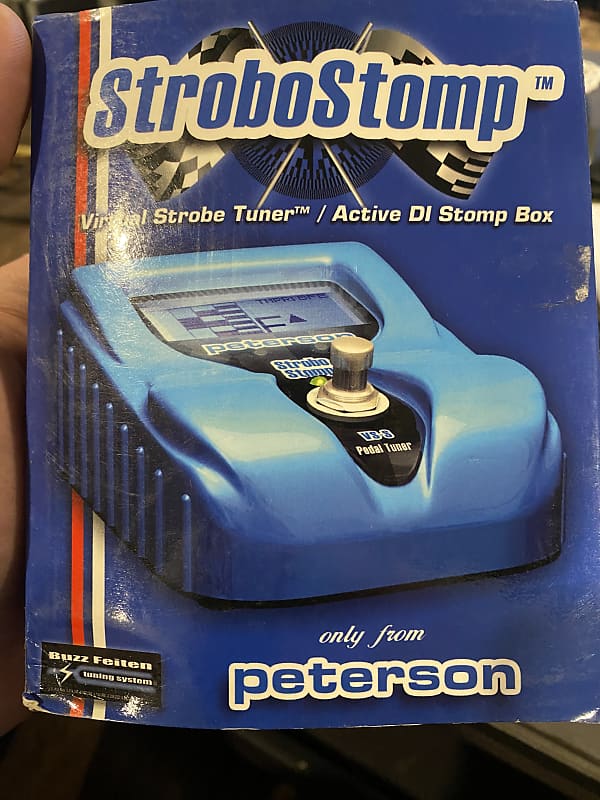 StroboStomp™
Virtual Strobe Tuner™ / Active DI Stomp Box
peterson
Strobo
Stomp
VS-S
Pedal Tuner
only from
peterson
Buzz Feiten
tuning system